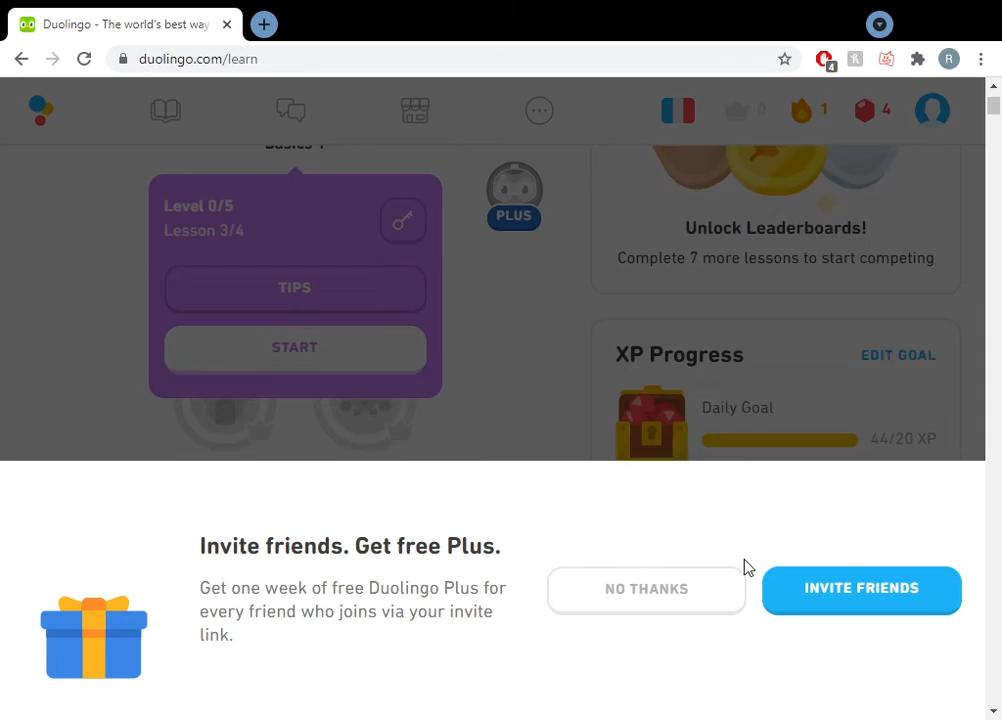 Duolingo - The world's best way
duolingo.com/learn
4
R
0
1
4
Basics 1
Level 0/5
Lesson 3/4
TIPS
START
PLUS
Unlock Leaderboards!
Complete 7 more lessons to start competing
XP Progress
EDIT GOAL
Daily Goal
44/20 XP
Invite friends. Get free Plus.
Get one week of free Duolingo Plus for
every friend who joins via your invite
link.
NO THANKS
INVITE FRIENDS